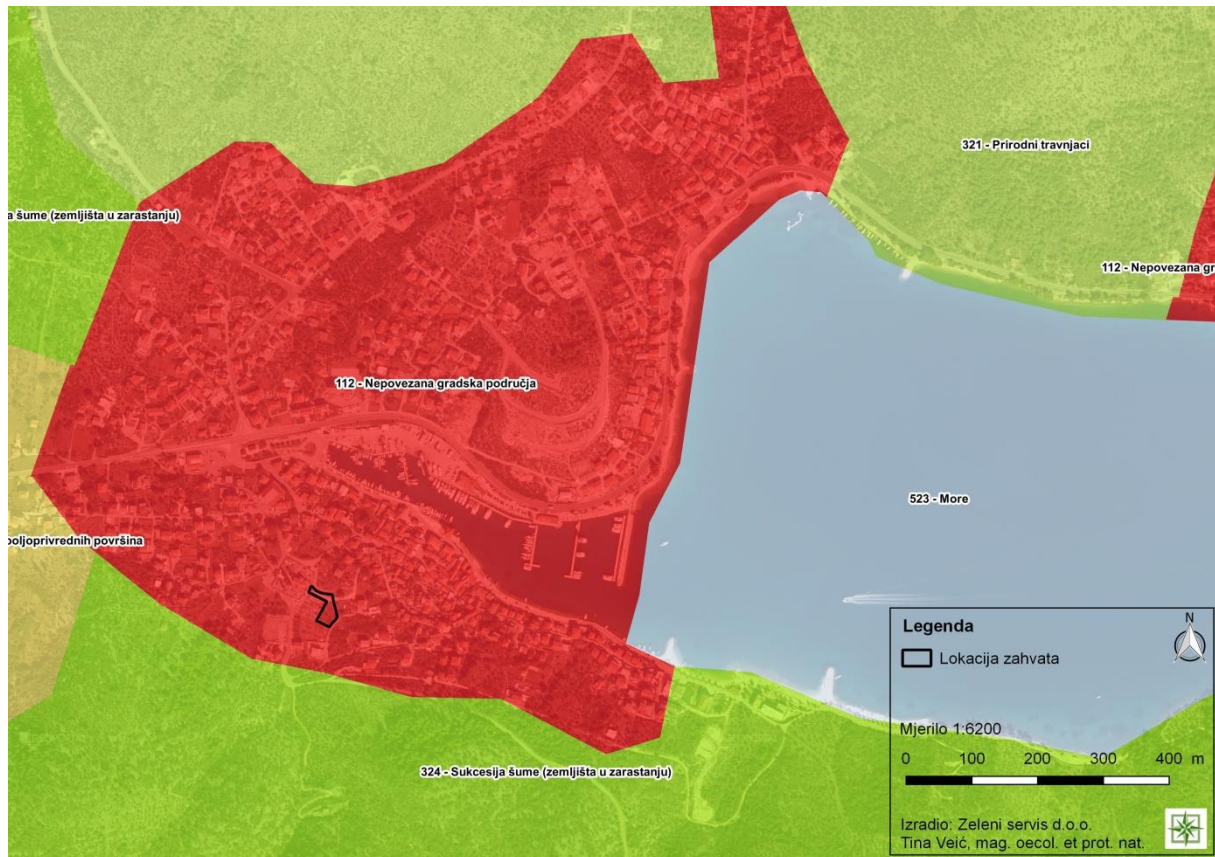 321 - Prirodni travnjaci
a šume (zemljišta u zarastanju)
112 - Nepovezana gr
112 - Nepovezana gradska područja
523 - More
poljoprivrednih površina
324 - Sukcesija šume (zemljišta u zarastanju)
Legenda
N
Lokacija zahvata
Mjerilo 1:6200
0 100 200 300 400 m
Izradio: Zeleni servis d.o.o.
Tina Veić, mag. oecol. et prot. nat.